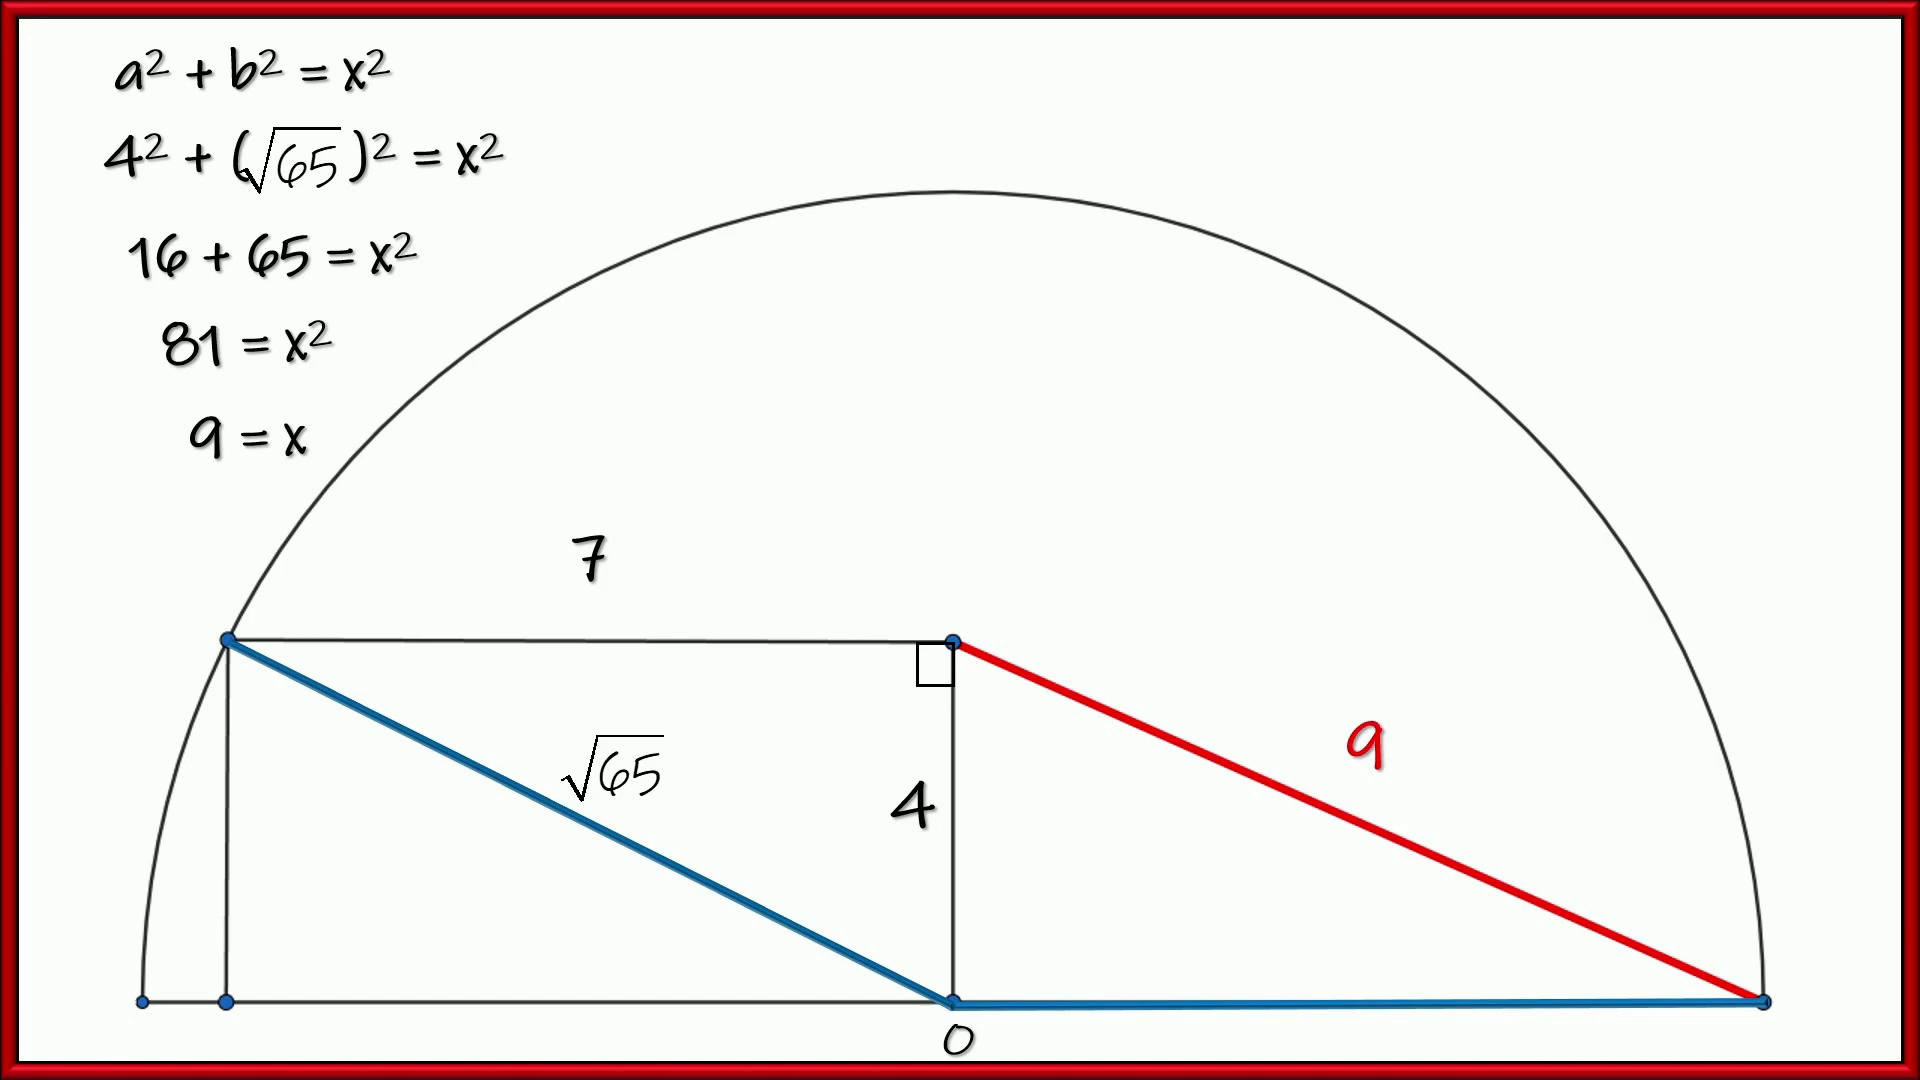 a² + b² = x²
4² + (√65)² = x²
16 + 65 = x²
81 = x²
9 = x
7
√65
9
4
O